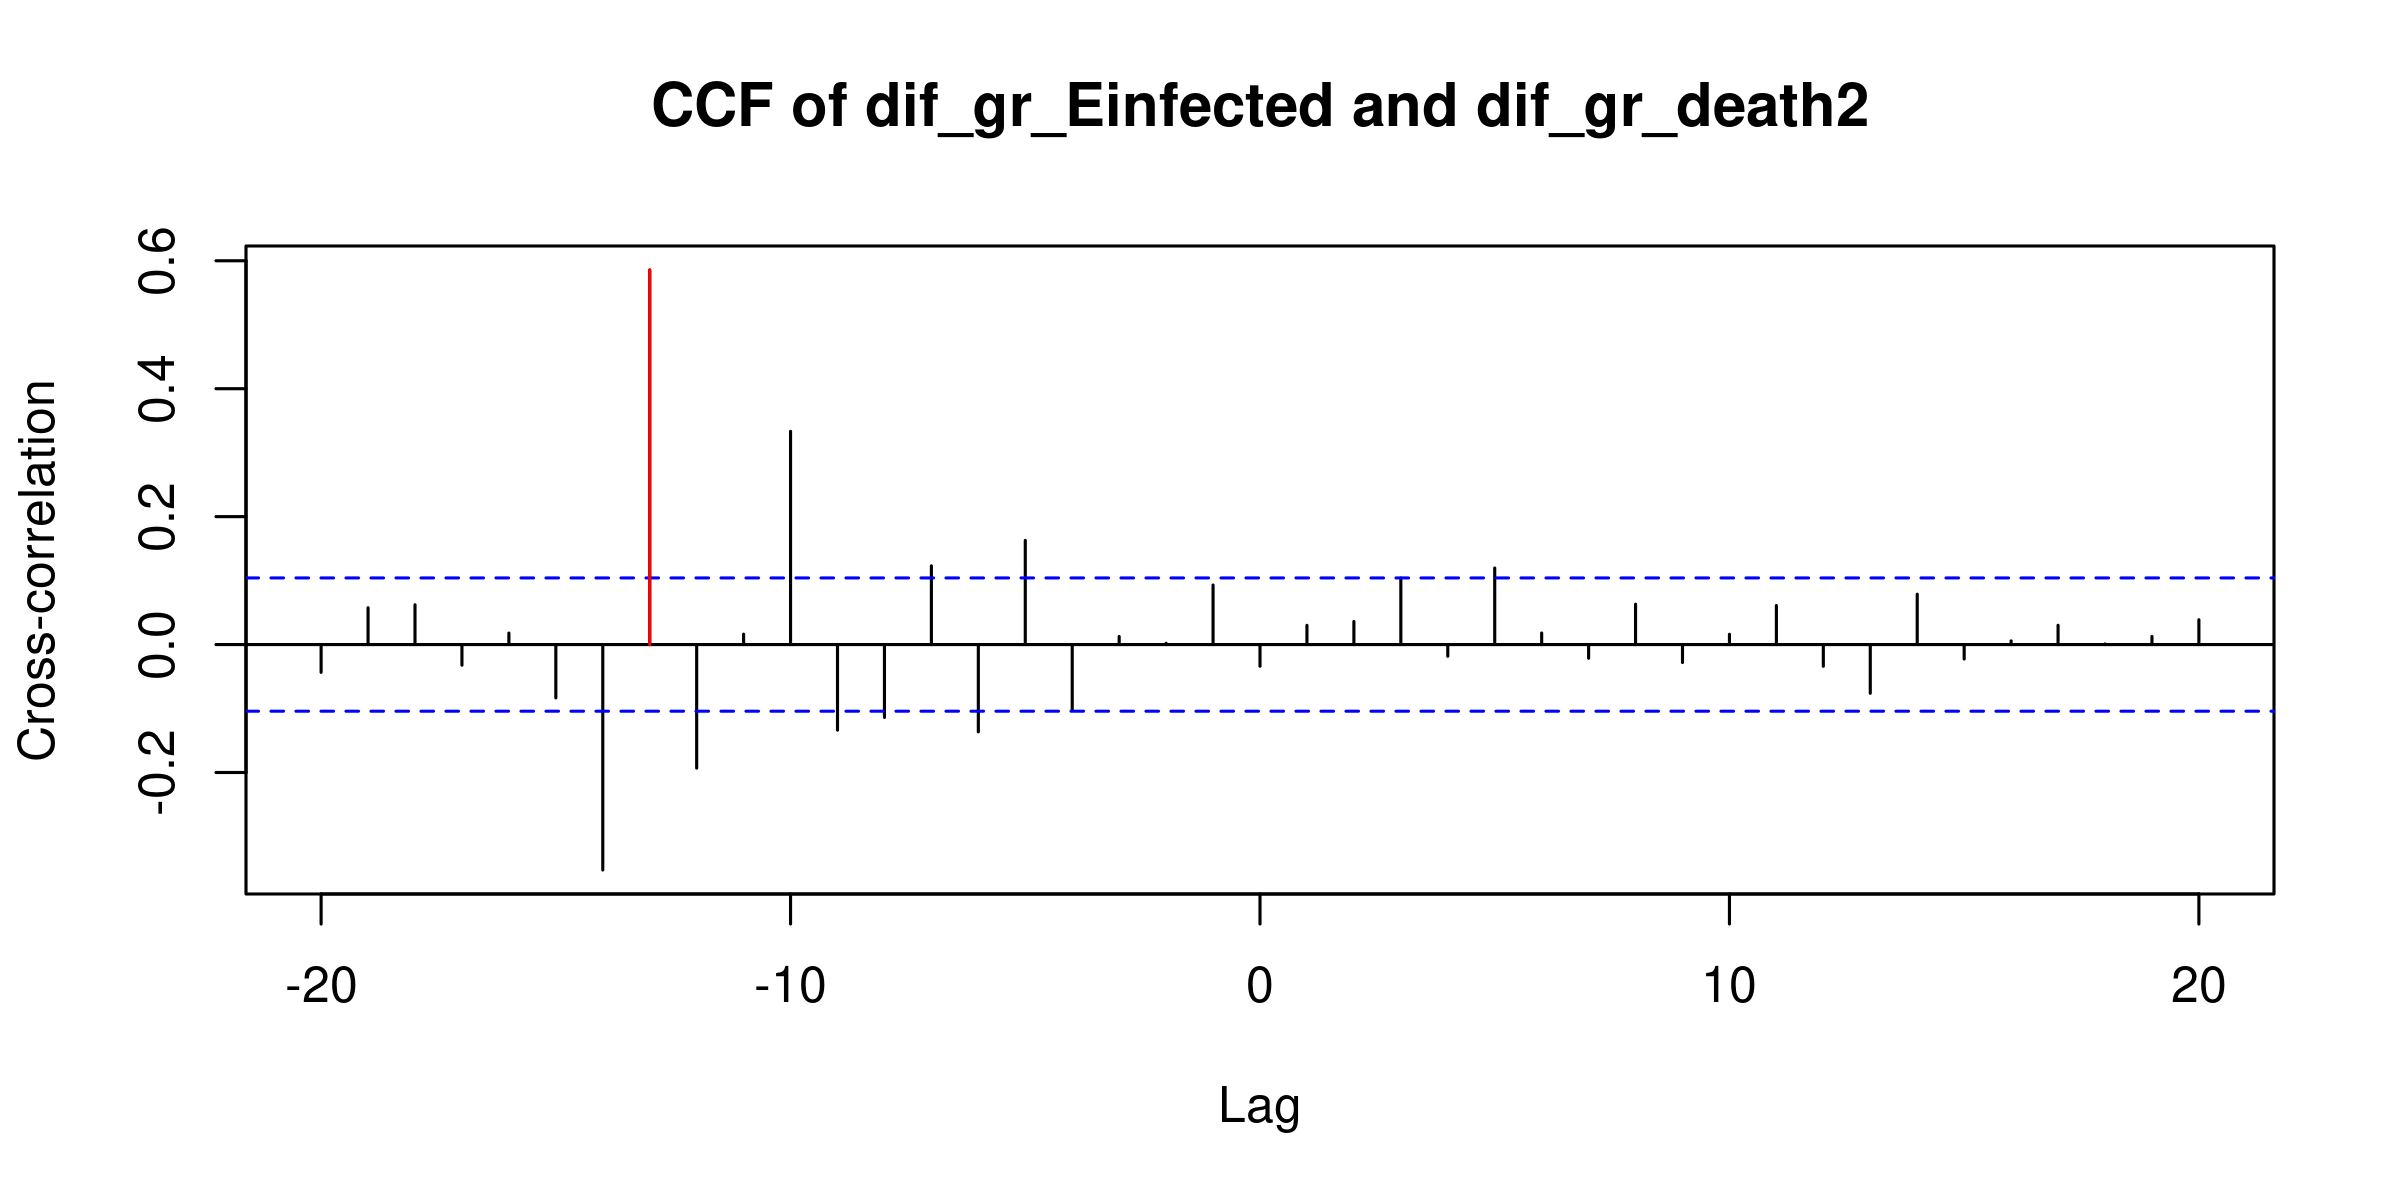 CCF of dif_gr_Einfected and dif_gr_death2
Cross-correlation
0.6
0.4
0.2
0.0
-0.2
-20 -10 0 10 20
Lag